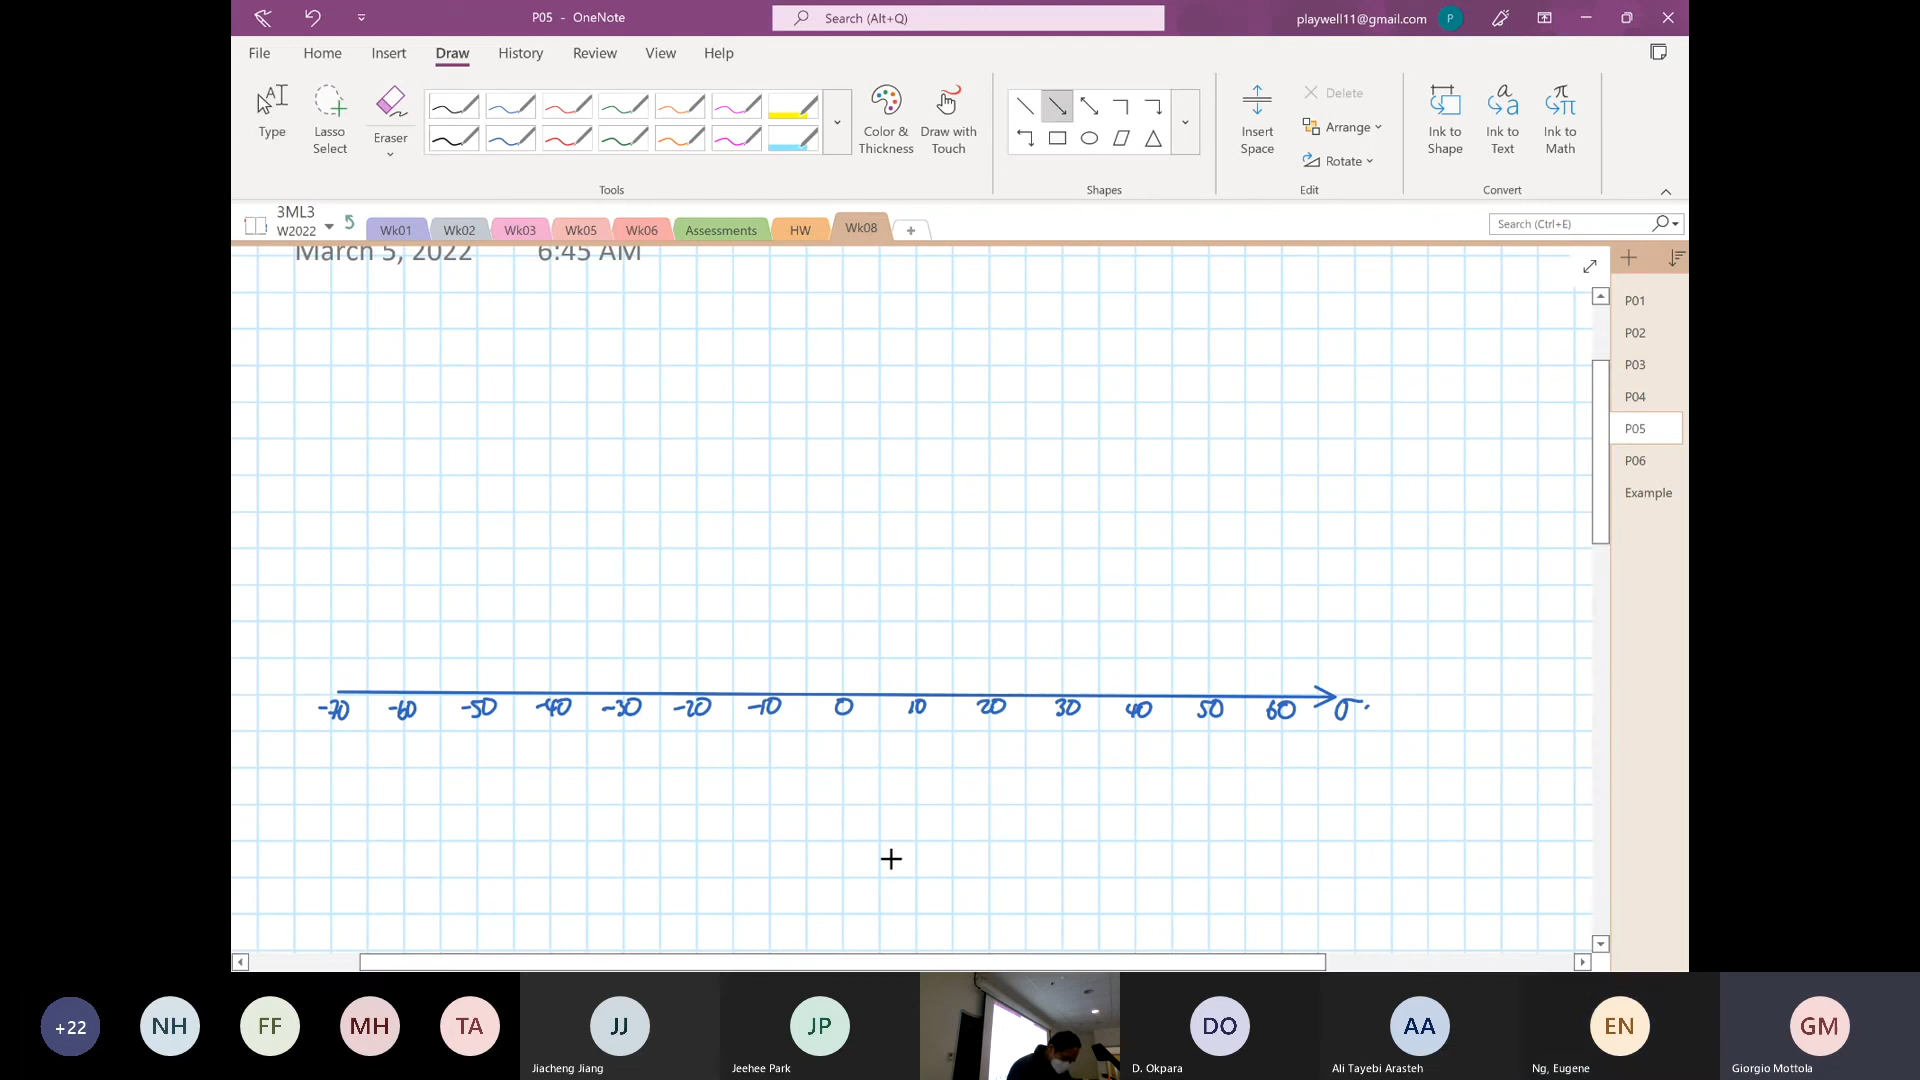 P05 - OneNote
Search (Alt+Q)
playwell11@gmail.com
P
File Home Insert Draw History Review View Help
Type
Lasso Select
Eraser
Color & Thickness
Draw with Touch
Insert Space
Delete
Arrange
Rotate
Ink to Shape
Ink to Text
Ink to Math
Tools
Shapes
Edit
Convert
3ML3
W2022
Wk01 Wk02 Wk03 Wk05 Wk06 Assessments HW Wk08
Search (Ctrl+E)
March 5, 2022 6:45 AM
P01
P02
P03
P04
P05
P06
Example
-70 -60 -50 -40 -30 -20 -10 0 10 20 30 40 50 60 σ.
+22
NH
FF
MH
TA
JJ
JP
DO
AA
EN
GM
Jiacheng Jiang
Jeehee Park
D. Okpara
Ali Tayebi Arasteh
Ng, Eugene
Giorgio Mottola